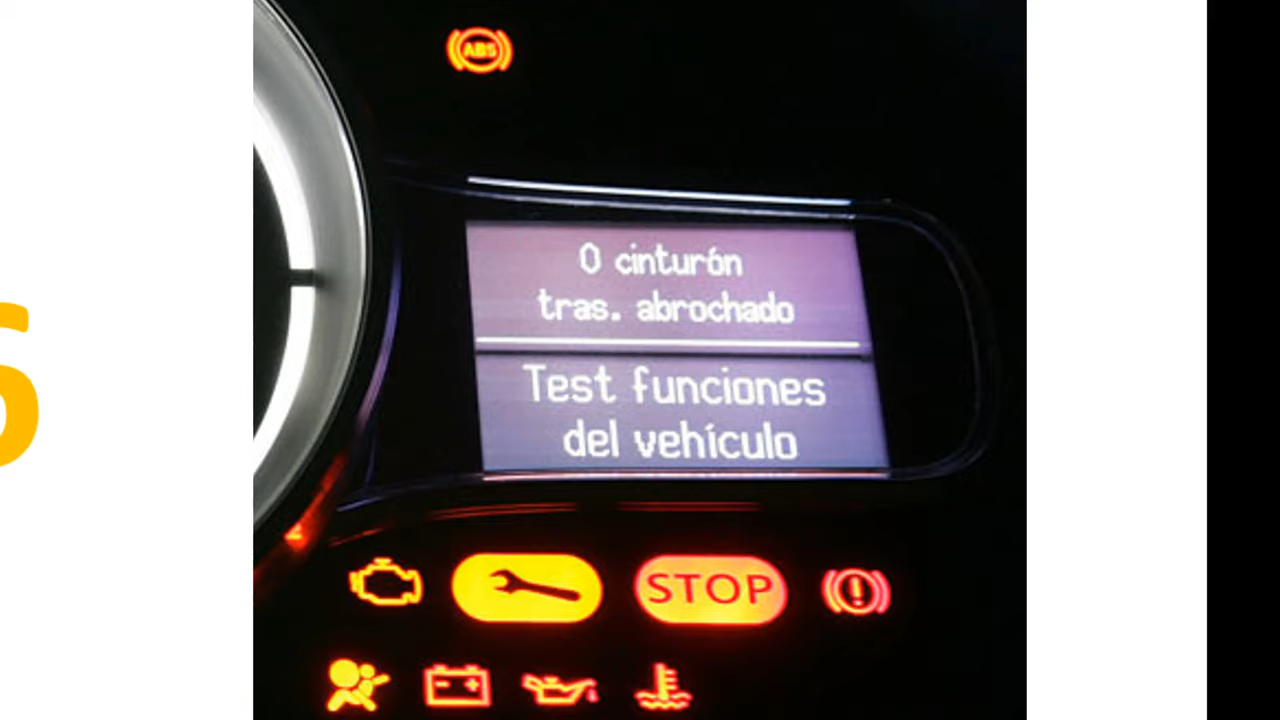 ABS
0 cinturón
tras. abrochado
Test funciones
del vehículo
STOP